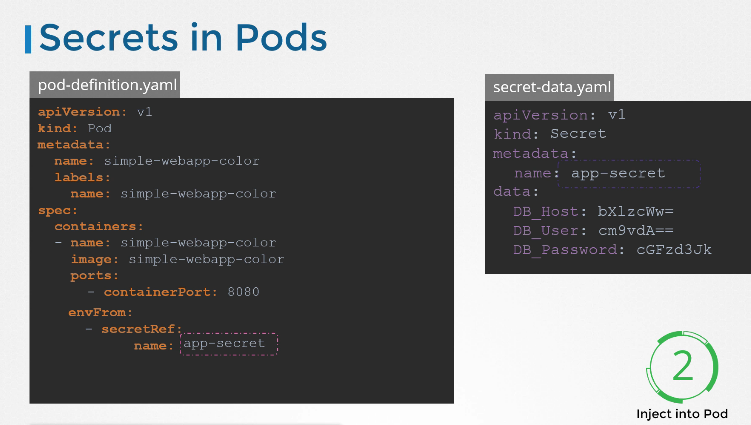 Secrets in Pods
pod-definition.yaml
apiVersion: v1
kind: Pod
metadata:
name: simple-webapp-color
labels:
name: simple-webapp-color
spec:
containers:
- name: simple-webapp-color
image: simple-webapp-color
ports:
- containerPort: 8080
envFrom:
- secretRef:
name: app-secret
secret-data.yaml
apiVersion: v1
kind: Secret
metadata:
name: app-secret
data:
DB_Host: bXlzcWw=
DB_User: cm9vdA==
DB_Password: cGFzd3Jk
2
Inject into Pod